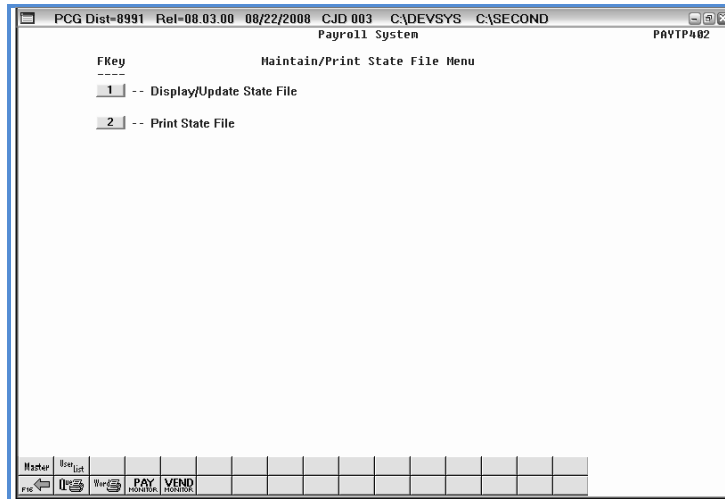 PCG Dist=8991 Rel=08.03.00 08/22/2008 CJD 003 C:\DEVSYS C:\SECOND
Payroll System PAYTP402
FKey Maintain/Print State File Menu
----
1 -- Display/Update State File
2 -- Print State File
Master User List
F16 Que Word PAY MONITOR VEND MONITOR